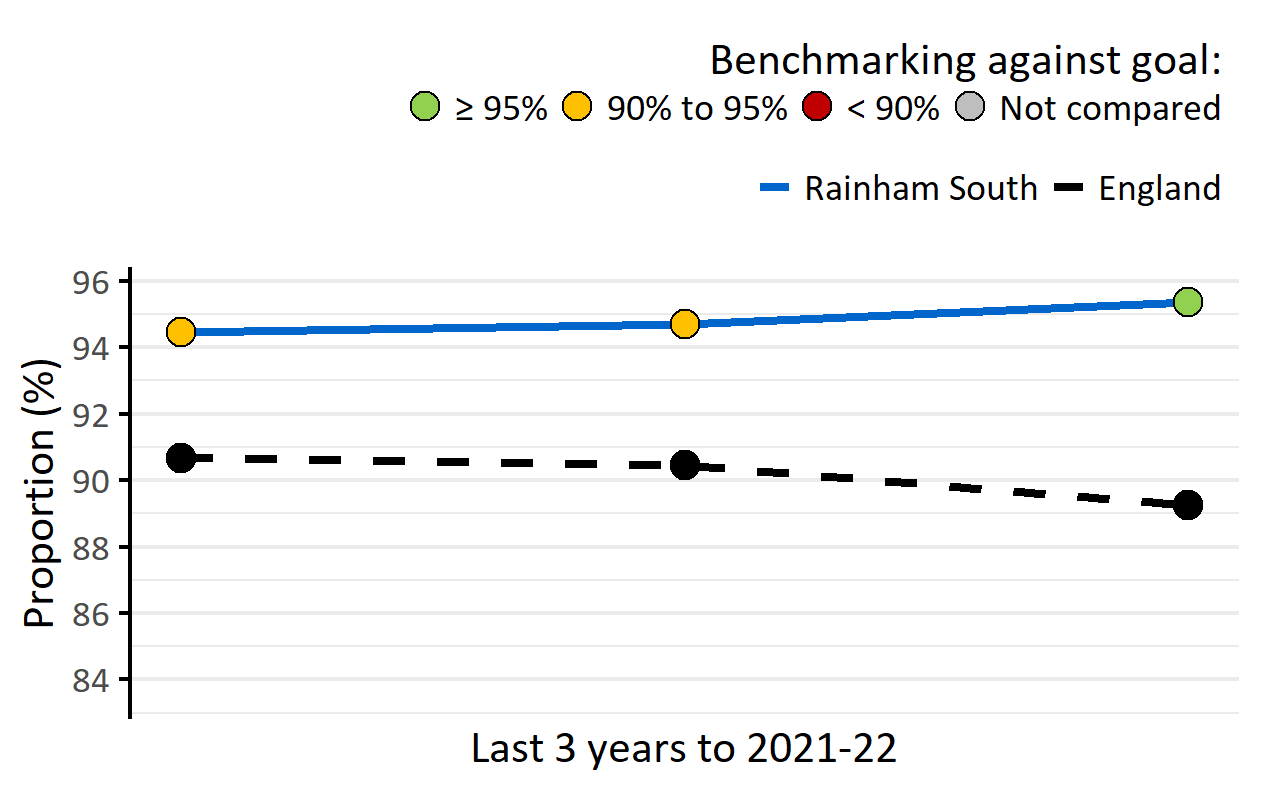 Benchmarking against goal:
≥ 95% 90% to 95% < 90% Not compared
Rainham South England
96
94
92
90
88
86
84
Proportion (%)
Last 3 years to 2021-22